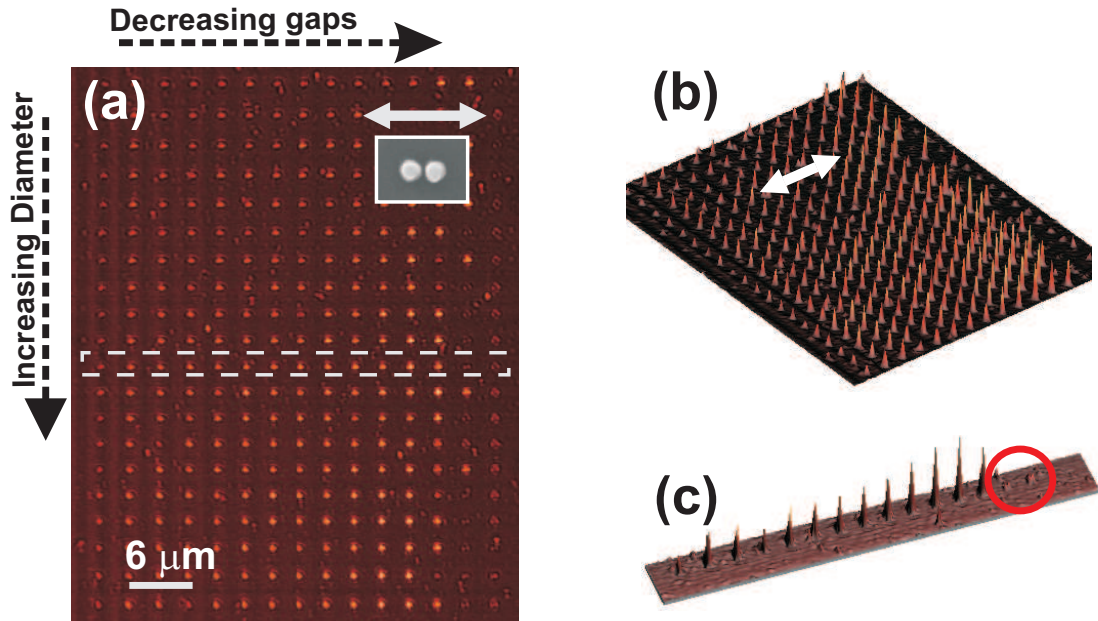 Decreasing gaps
(a)
Increasing Diameter
6 μm
(b)
(c)